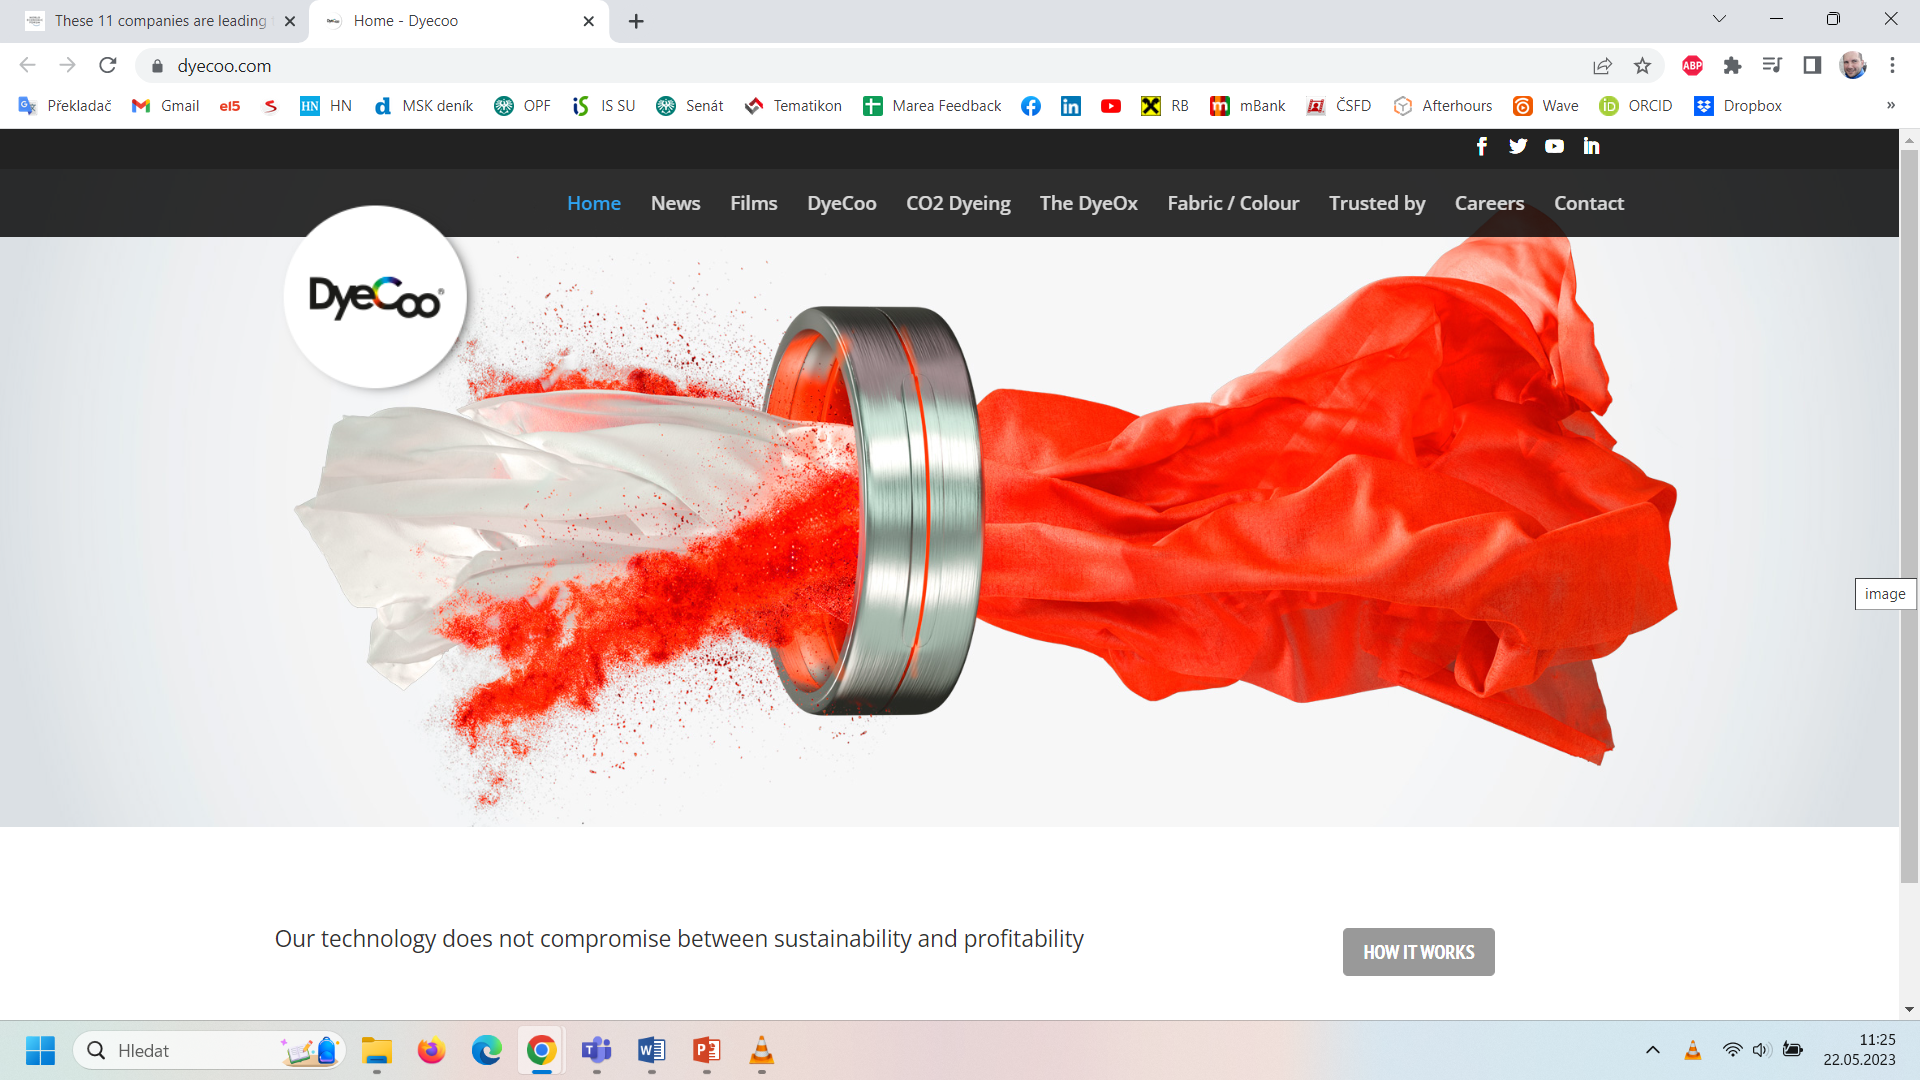 These 11 companies are leading t
Home - Dyecoo
dyecoo.com
ABP
Překladač
Gmail
el5
HN HN
MSK deník
OPF
IS SU
Senát
Tematikon
Marea Feedback
RB
mBank
ČSFD
Afterhours
Wave
iD ORCID
Dropbox
»
Home News Films DyeCoo CO2 Dyeing The DyeOx Fabric / Colour Trusted by Careers Contact
DyeCoo®
image
Our technology does not compromise between sustainability and profitability
HOW IT WORKS
Hledat
11:25
22.05.2023